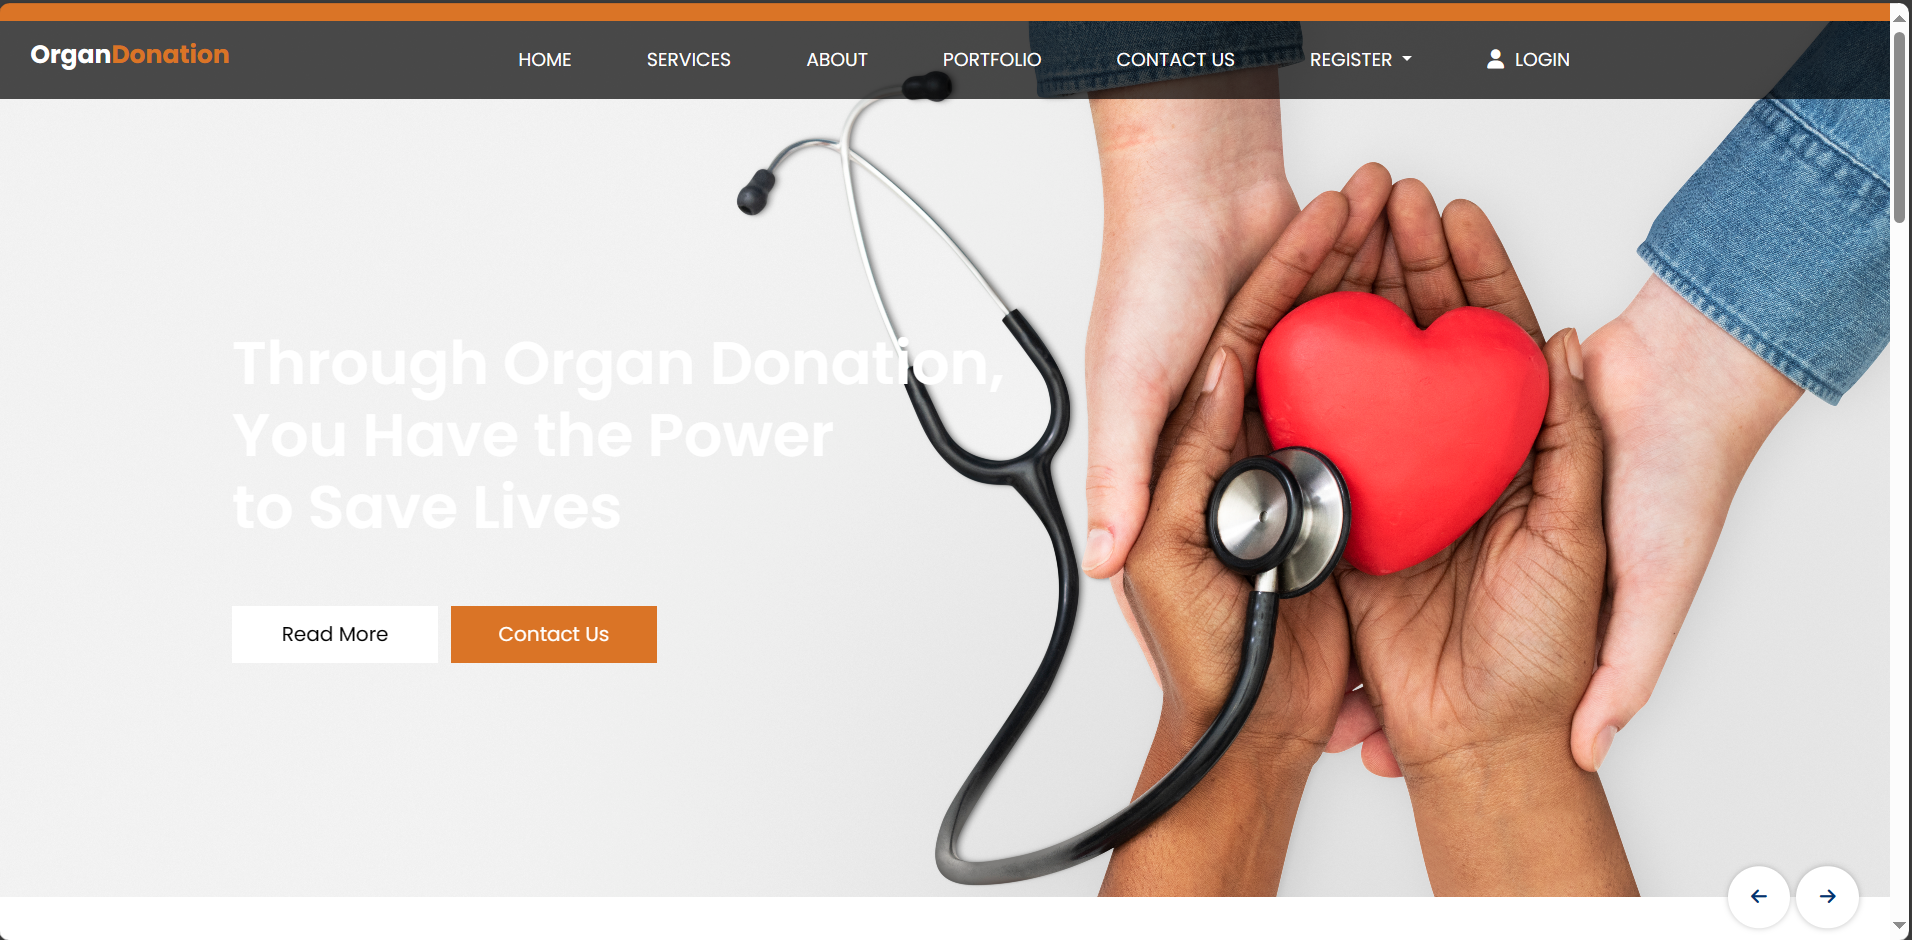 OrganDonation
HOME SERVICES ABOUT PORTFOLIO CONTACT US REGISTER LOGIN
Through Organ Donation,
You Have the Power
to Save Lives
Read More Contact Us